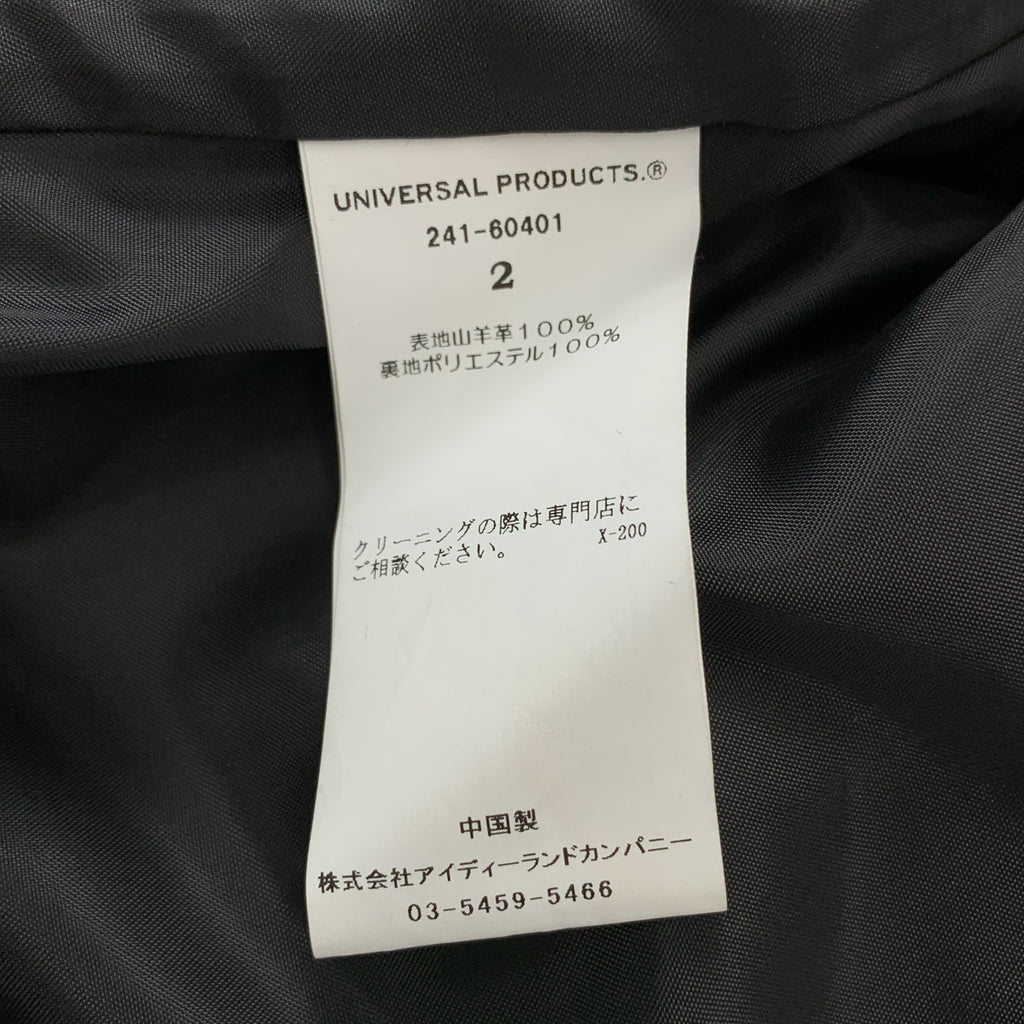 UNIVERSAL PRODUCTS.®
241-60401
2
表地山羊革100%
裏地ポリエステル100%
クリーニングの際は専門店に
ご相談ください。 X-200
中国製
株式会社アイディーランドカンパニー
03-5459-5466